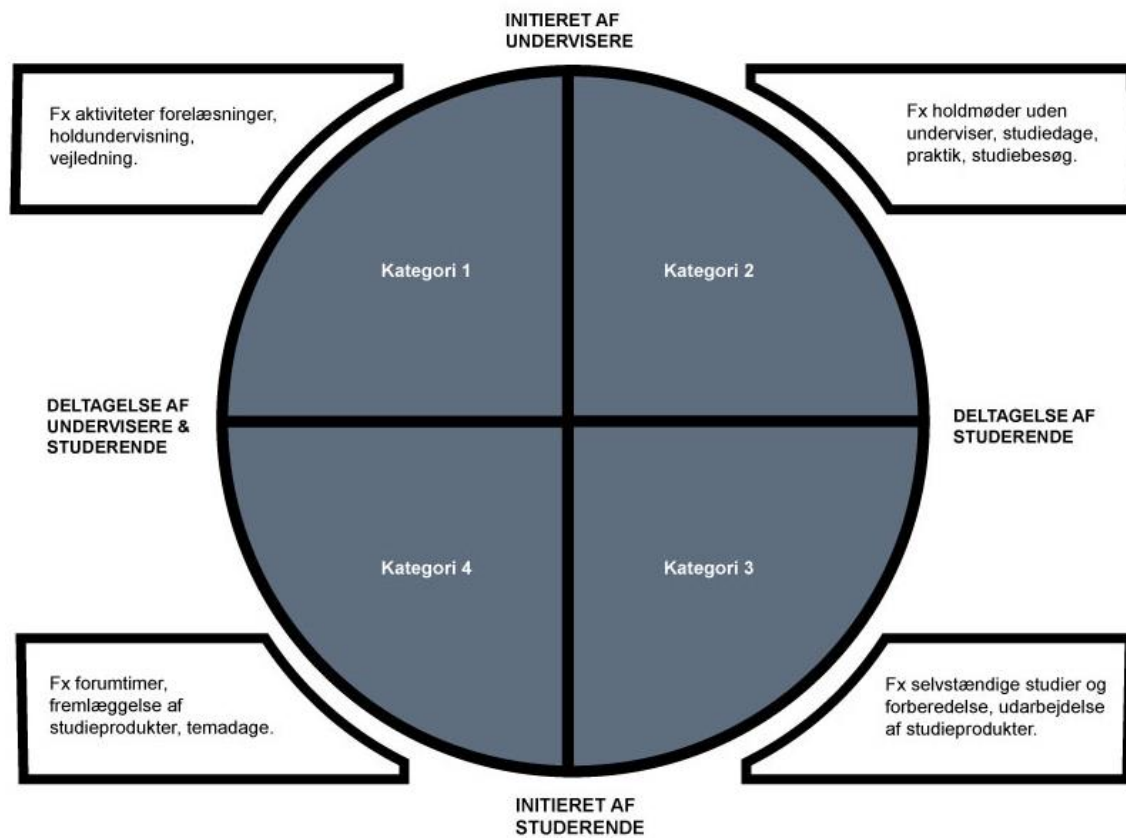 INITIERET AF
UNDERVISERE
Fx aktiviteter forelæsninger,
holdundervisning,
vejledning.
Fx holdmøder uden
underviser, studiedage,
praktik, studiebesøg.
Kategori 1
Kategori 2
DELTAGELSE AF
UNDERVISERE &
STUDERENDE
DELTAGELSE AF
STUDERENDE
Kategori 4
Kategori 3
Fx forumtimer,
fremlæggelse af
studieprodukter, temadage.
Fx selvstændige studier og
forberedelse, udarbejdelse
af studieprodukter.
INITIERET AF
STUDERENDE